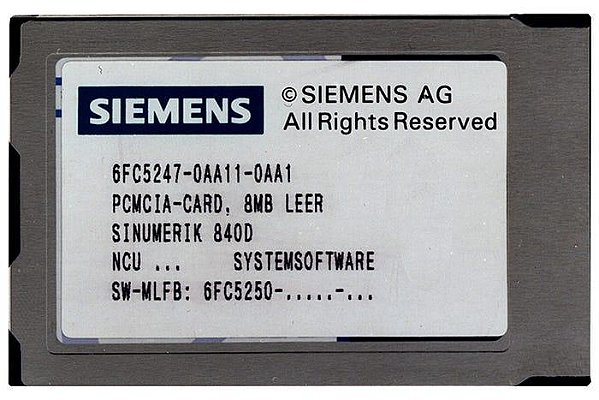 SIEMENS
© SIEMENS AG
All Rights Reserved
6FC5247-0AA11-0AA1
PCMCIA-CARD, 8MB LEER
SINUMERIK 840D
NCU ... SYSTEMSOFTWARE
SW-MLFB: 6FC5250-.....-...